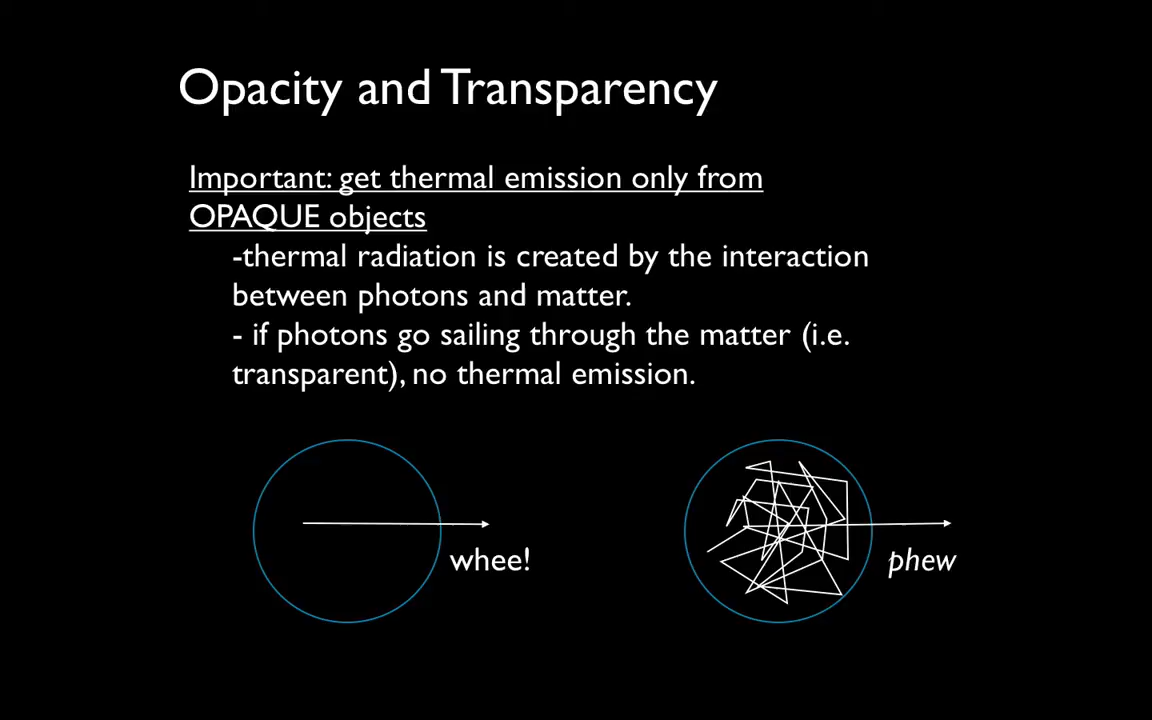 Opacity and Transparency
Important: get thermal emission only from
OPAQUE objects
-thermal radiation is created by the interaction
between photons and matter.
- if photons go sailing through the matter (i.e.
transparent), no thermal emission.
whee!
phew